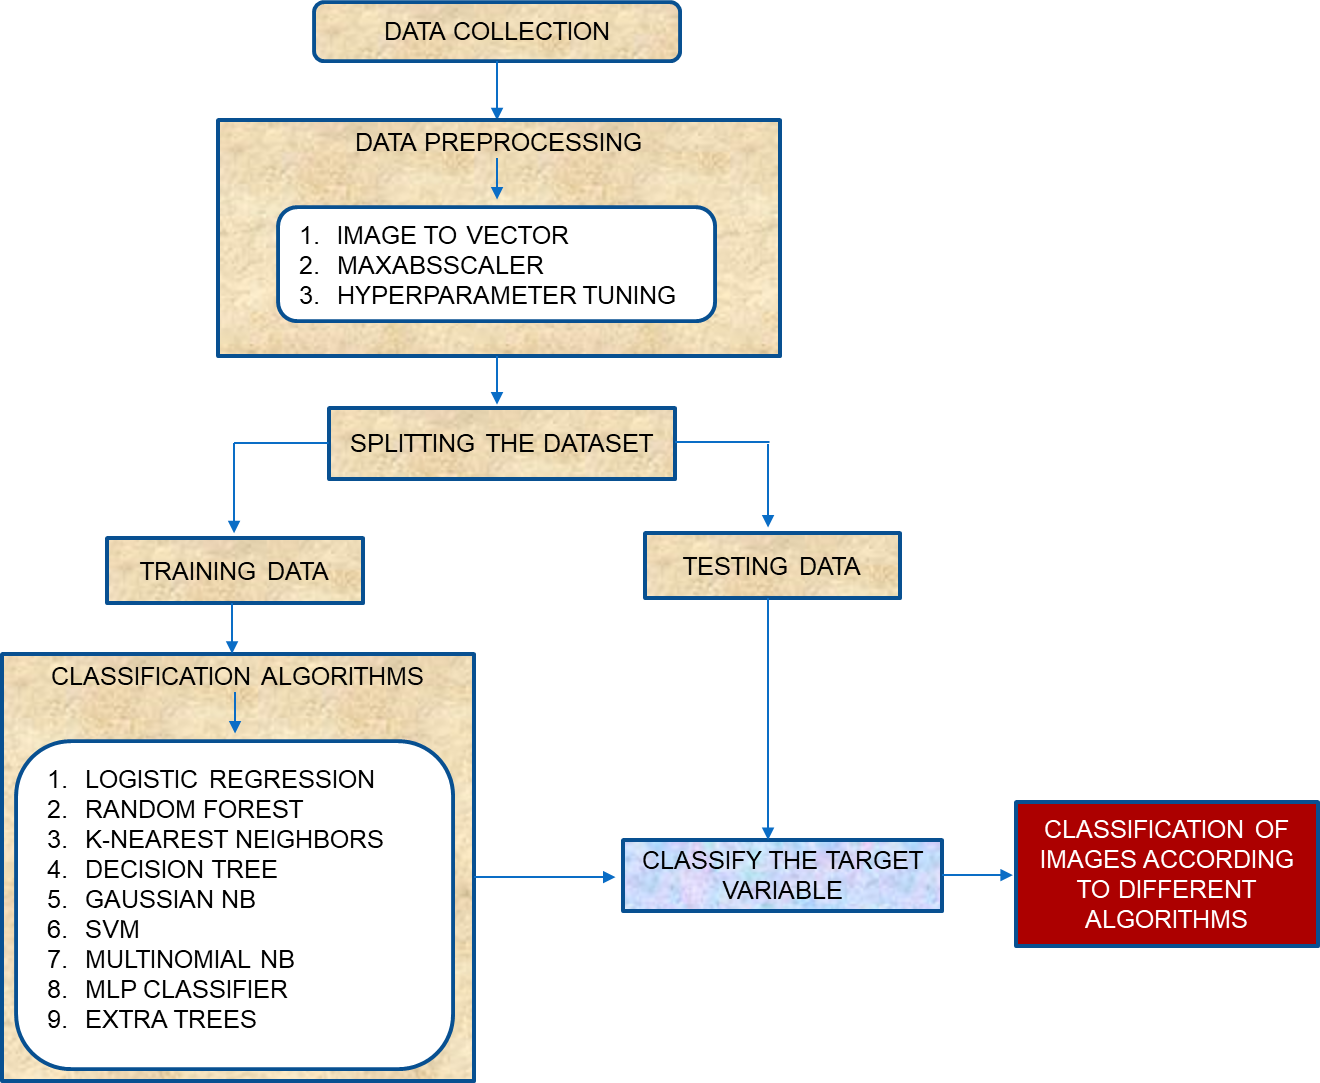 DATA COLLECTION
DATA PREPROCESSING
1. IMAGE TO VECTOR
2. MAXABSSCALER
3. HYPERPARAMETER TUNING
SPLITTING THE DATASET
TRAINING DATA
TESTING DATA
CLASSIFICATION ALGORITHMS
1. LOGISTIC REGRESSION
2. RANDOM FOREST
3. K-NEAREST NEIGHBORS
4. DECISION TREE
5. GAUSSIAN NB
6. SVM
7. MULTINOMIAL NB
8. MLP CLASSIFIER
9. EXTRA TREES
CLASSIFY THE TARGET
VARIABLE
CLASSIFICATION OF
IMAGES ACCORDING
TO DIFFERENT
ALGORITHMS